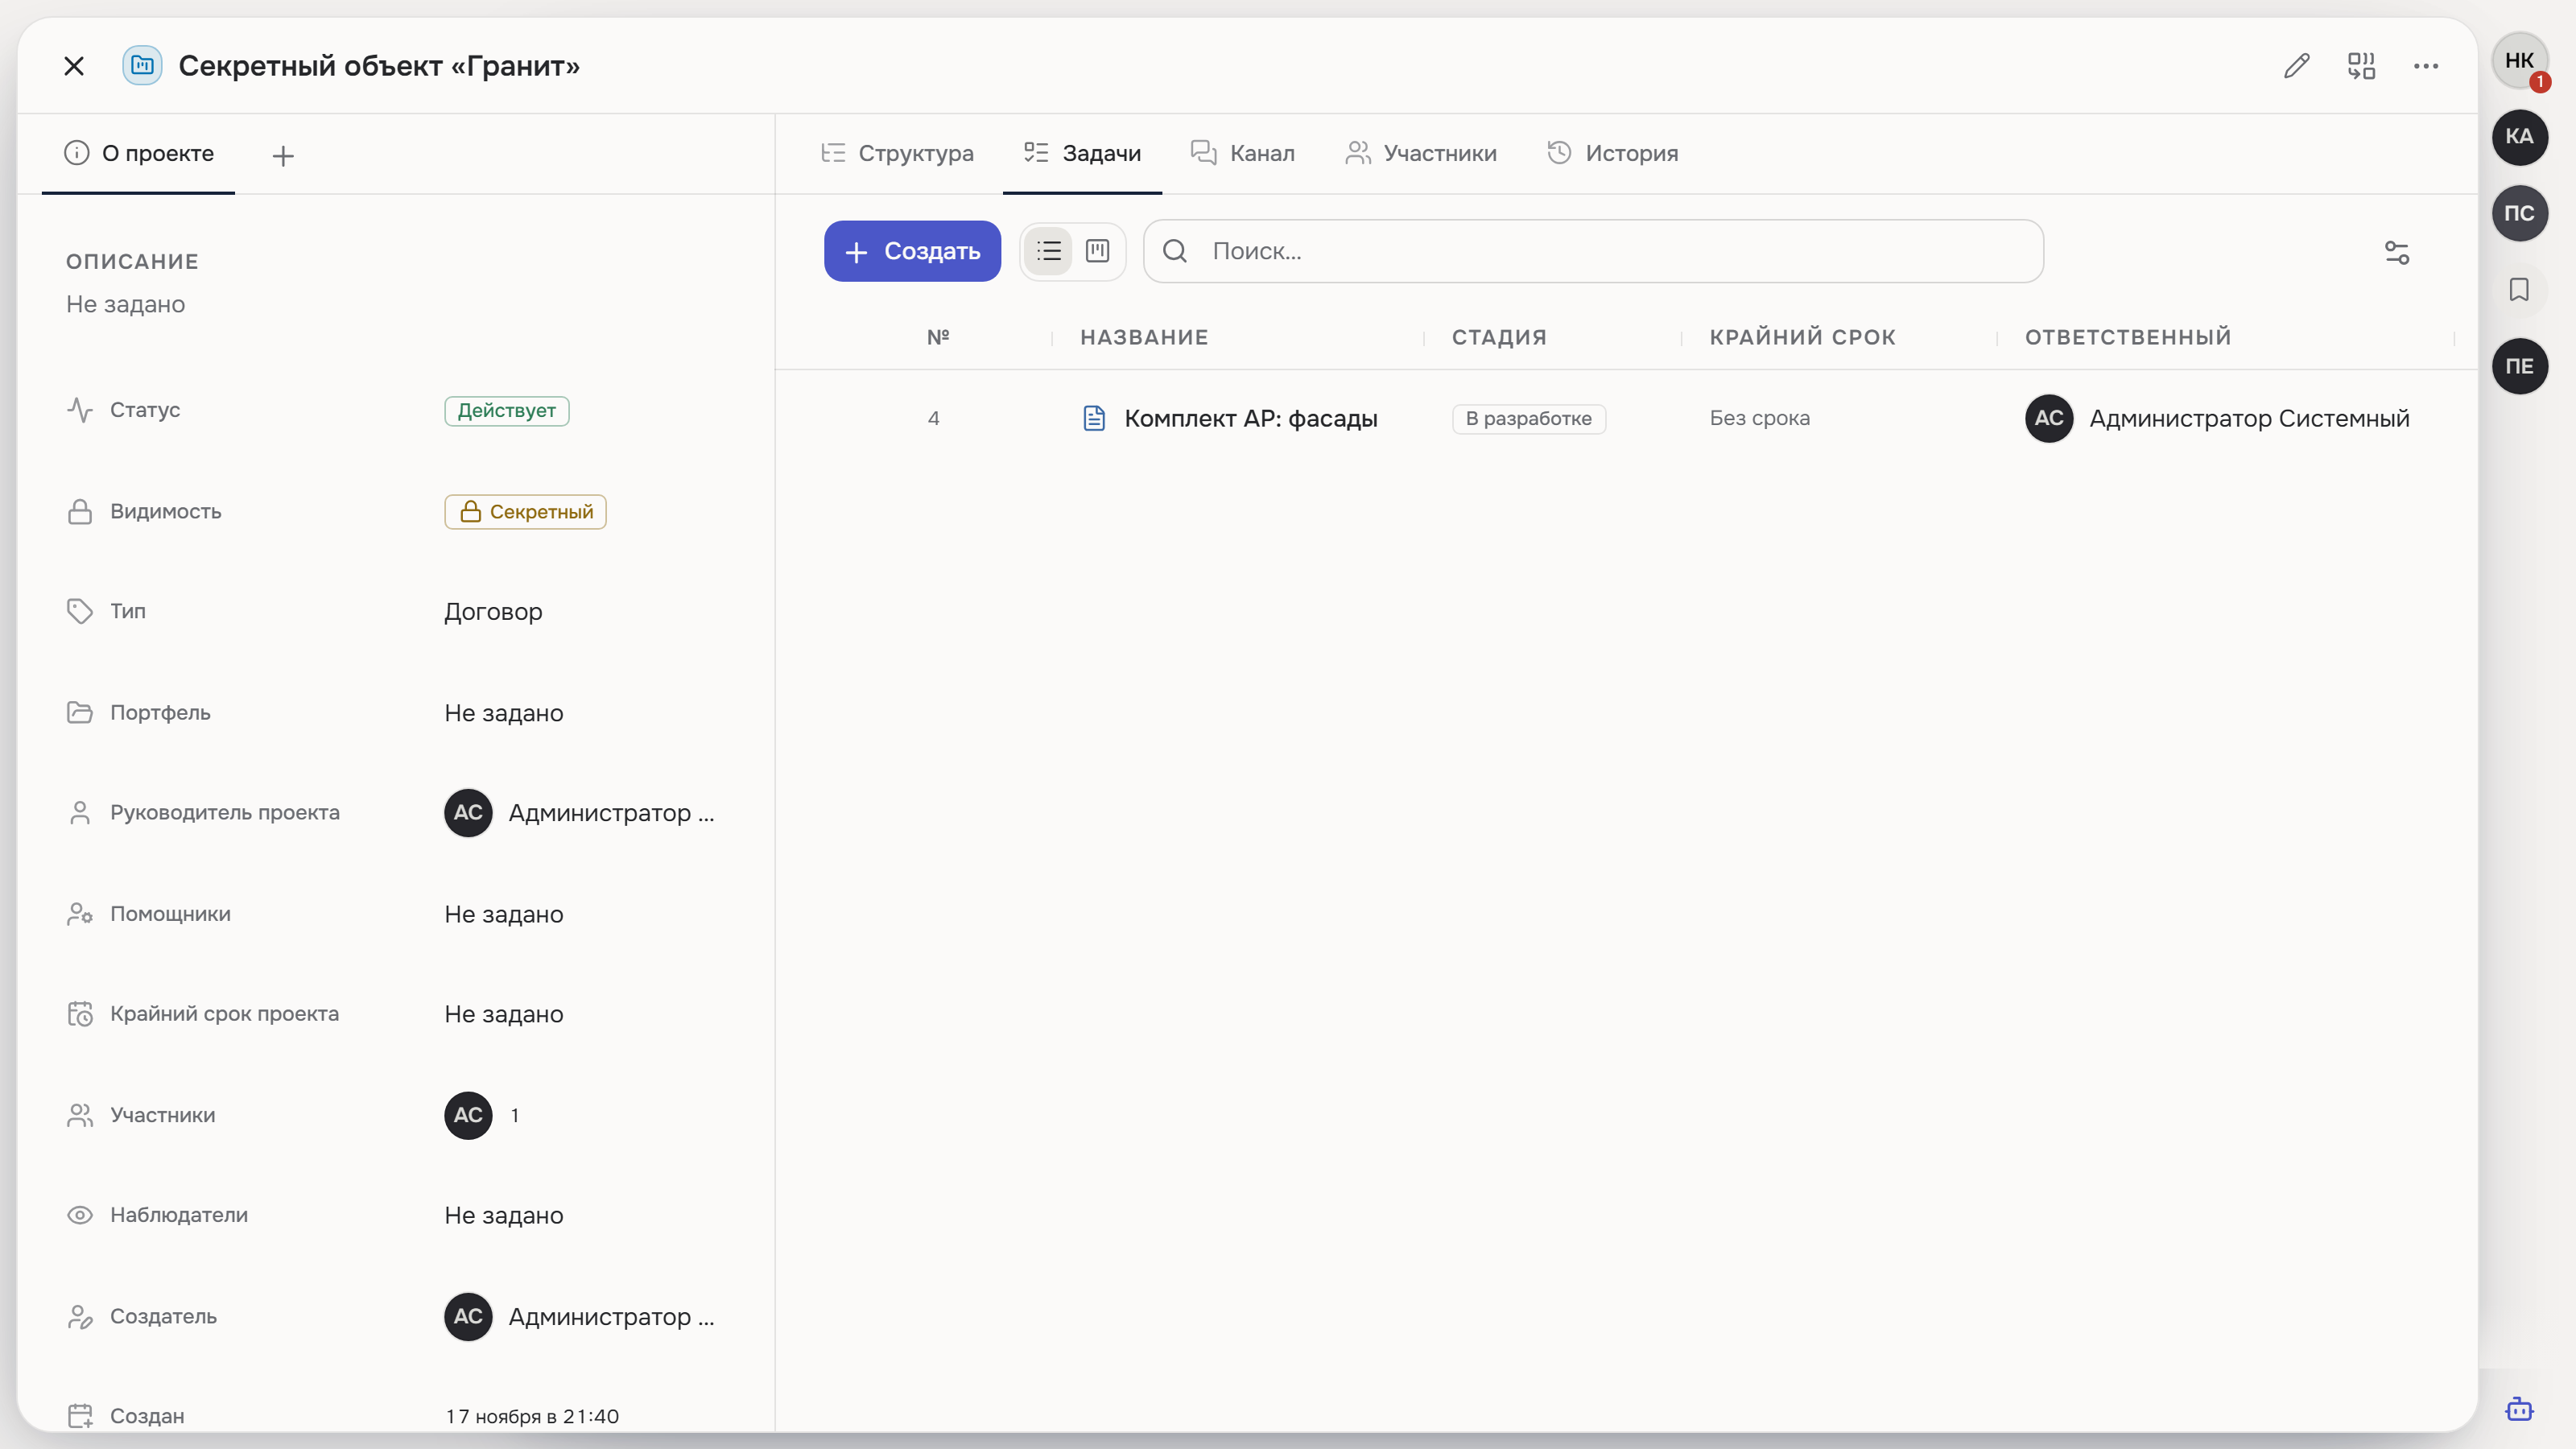 Секретный объект «Гранит»
НК
1
КА
ПС
ПЕ
О проекте
Структура
Задачи
Канал
Участники
История
ОПИСАНИЕ
Не задано
Статус
Действует
Видимость
Секретный
Тип
Договор
Портфель
Не задано
Руководитель проекта
АС
Администратор ...
Помощники
Не задано
Крайний срок проекта
Не задано
Участники
АС
1
Наблюдатели
Не задано
Создатель
АС
Администратор ...
Создан
17 ноября в 21:40
Создать
Поиск...
№
НАЗВАНИЕ
СТАДИЯ
КРАЙНИЙ СРОК
ОТВЕТСТВЕННЫЙ
4
Комплект АР: фасады
В разработке
Без срока
АС
Администратор Системный